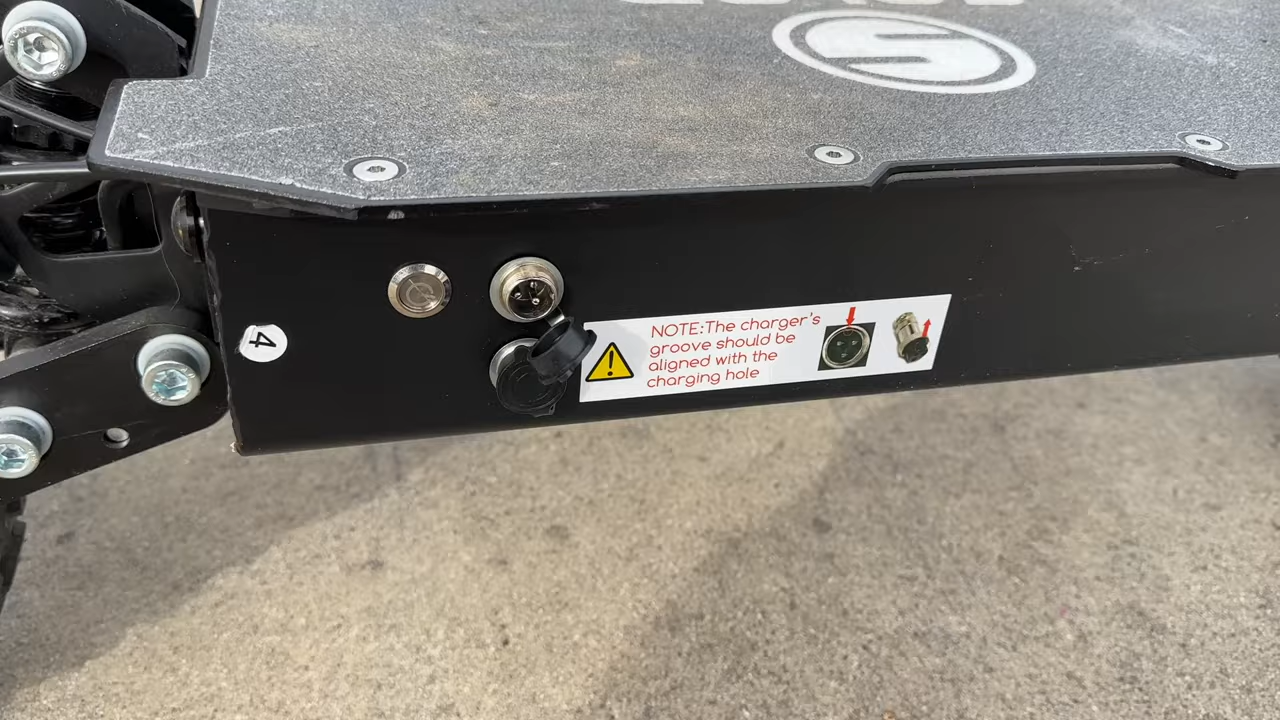 4
NOTE:The charger's
groove should be
aligned with the
charging hole